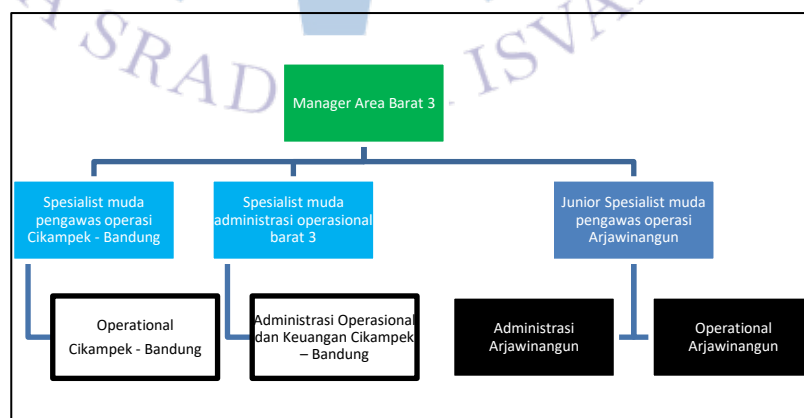 A SRAD
ISVA
Manager Area Barat 3
Spesialist muda
pengawas operasi
Cikampek - Bandung
Spesialist muda
administrasi operasional
barat 3
Junior Spesialist muda
pengawas operasi
Arjawinangun
Operational
Cikampek - Bandung
Administrasi Operasional
dan Keuangan Cikampek
– Bandung
Administrasi
Arjawinangun
Operational
Arjawinangun